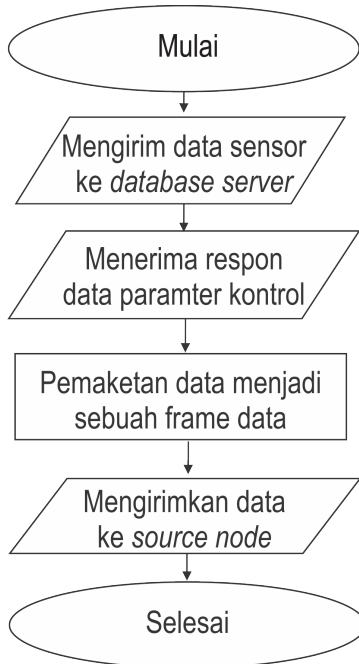 Mulai
Mengirim data sensor
ke database server
Menerima respon
data paramter kontrol
Pemaketan data menjadi
sebuah frame data
Mengirimkan data
ke source node
Selesai